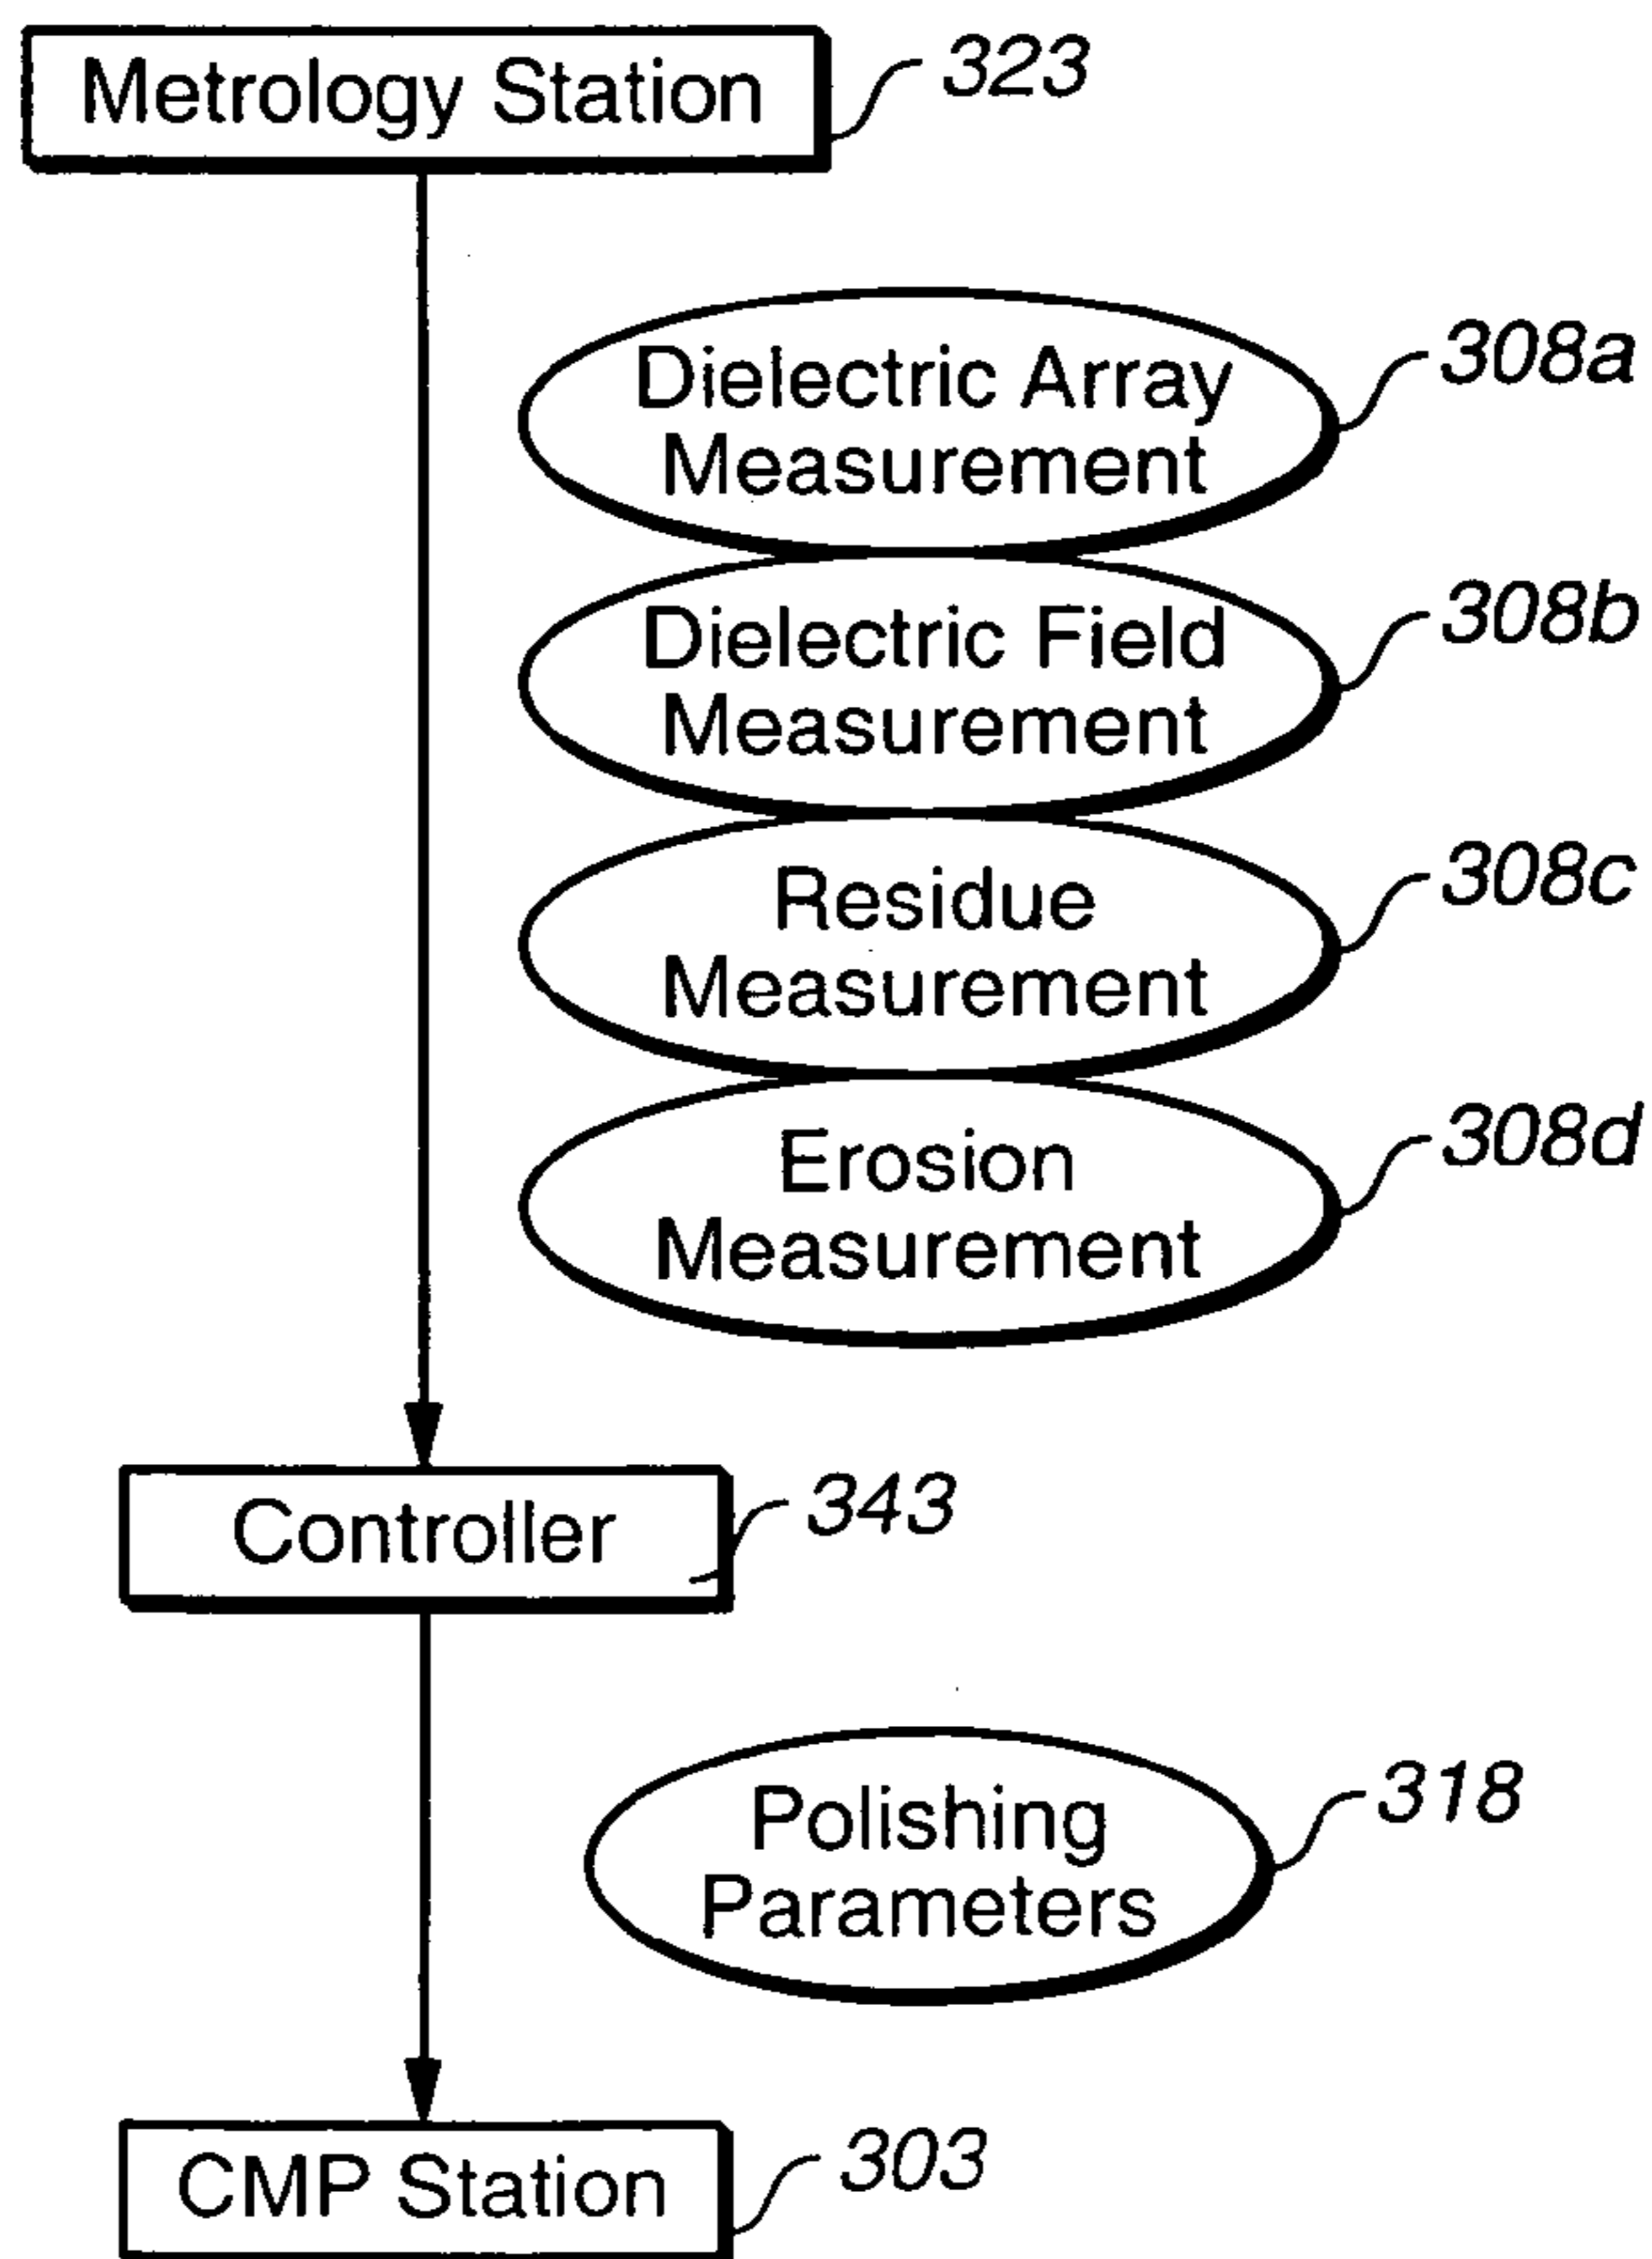 Metrology Station
323
Dielectric Array
Measurement
308a
Dielectric Field
Measurement
308b
Residue
Measurement
308c
Erosion
Measurement
308d
Controller
343
Polishing
Parameters
318
CMP Station
303